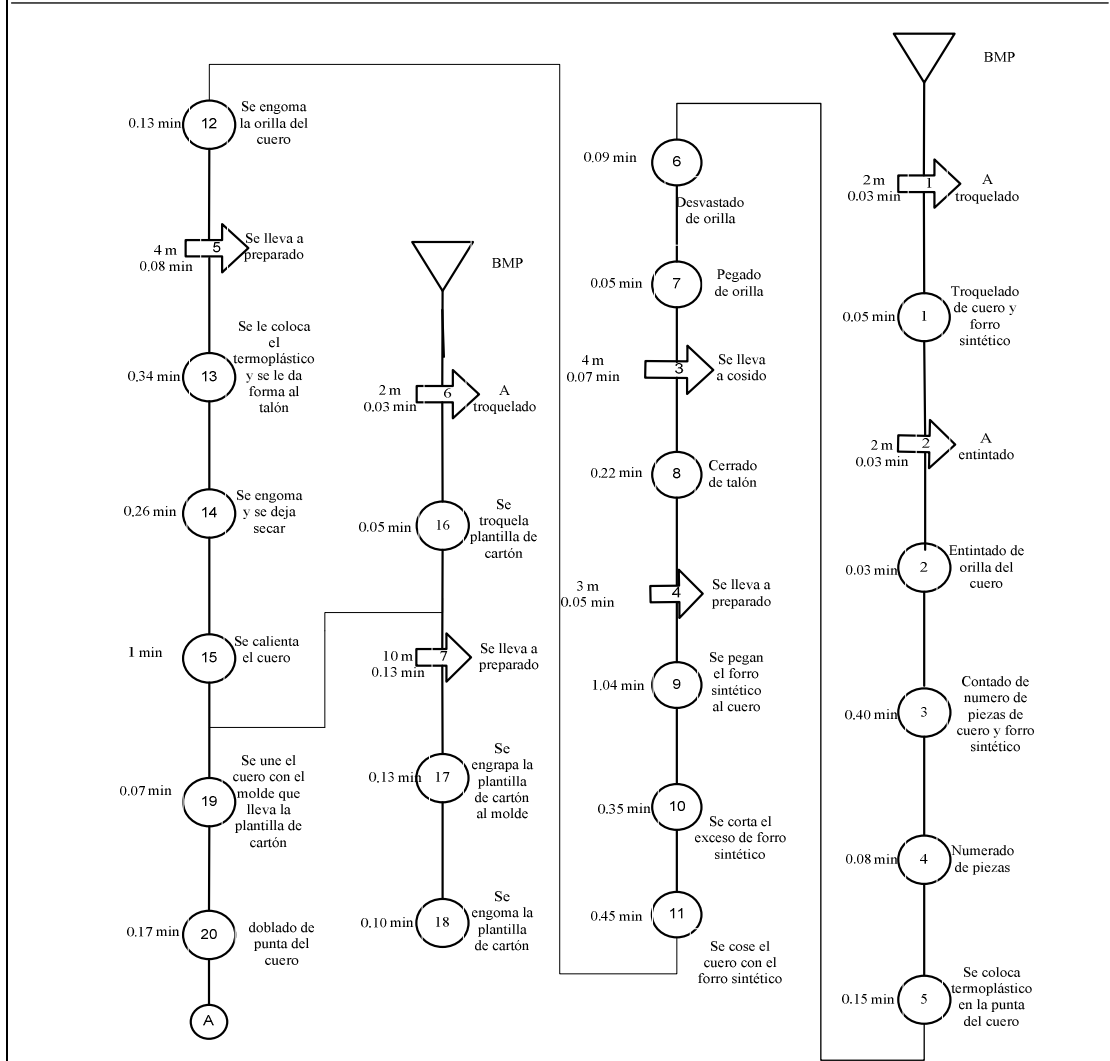 BMP
2 m
0.03 min
1
A
troquelado
0.05 min
1
Troquelado
de cuero y
forro
sintético
2 m
0.03 min
2
A
entintado
0.03 min
2
Entintado de
orilla del
cuero
0.40 min
3
Contado de
numero de
piezas de
cuero y forro
sintético
0.08 min
4
Numerado
de piezas
0.15 min
5
Se coloca
termoplástico
en la punta
del cuero
0.09 min
6
Desvastado
de orilla
0.05 min
7
Pegado
de orilla
4 m
0.07 min
3
Se lleva
a cosido
0.22 min
8
Cerrado
de talón
3 m
0.05 min
4
Se lleva a
preparado
1.04 min
9
Se pegan
el forro
sintético
al cuero
0.35 min
10
Se corta el
exceso de forro
sintético
0.45 min
11
Se cose el
cuero con el
forro sintético
0.13 min
12
Se engoma
la orilla del
cuero
4 m
0.08 min
5
Se lleva a
preparado
0.34 min
13
Se le coloca
el
termoplástico
y se le da
forma al
talón
0.26 min
14
Se engoma
y se deja
secar
1 min
15
Se calienta
el cuero
BMP
2 m
0.03 min
6
A
troquelado
0.05 min
16
Se
troquela
plantilla de
cartón
10 m
0.13 min
7
Se lleva a
preparado
0.13 min
17
Se
engrapa la
plantilla
de cartón
al molde
0.10 min
18
Se
engoma la
plantilla
de cartón
0.07 min
19
Se une el
cuero con el
molde que
lleva la
plantilla de
cartón
0.17 min
20
doblado de
punta del
cuero
A